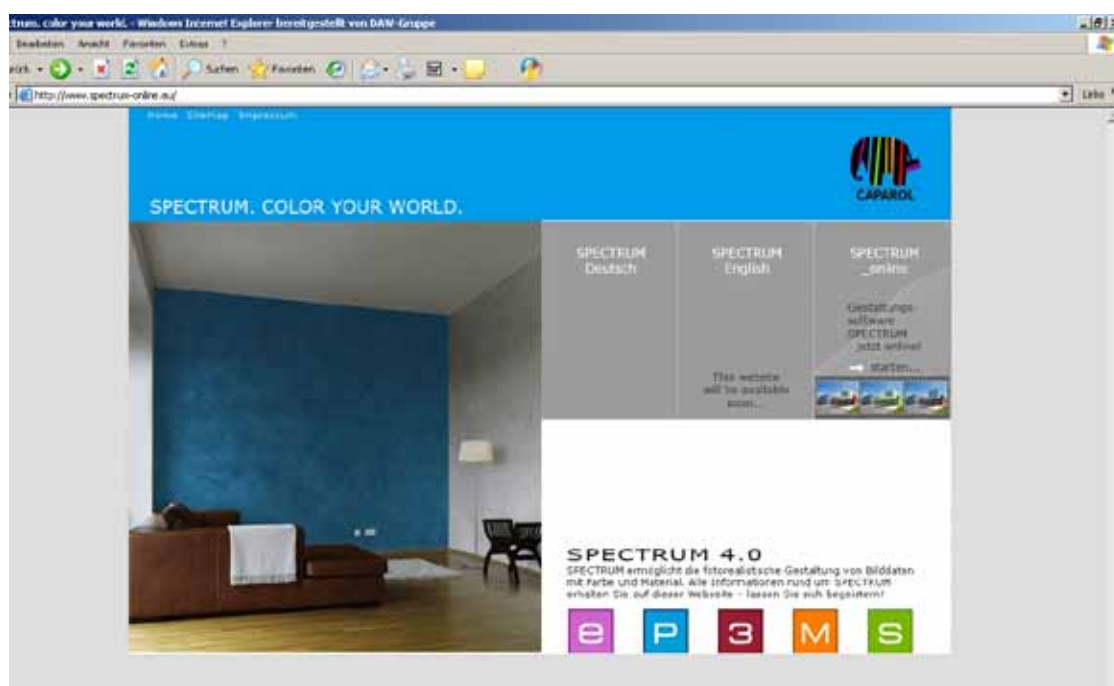 ctrum. color your world. - Windows Internet Explorer bereitgestellt von DAW-Gruppe
Bearbeiten Ansicht Favoriten Extras ?
Suchen Favoriten
http://www.spectrum-online.eu/
Links
Home Sitemap Impressum
CAPAROL
SPECTRUM. COLOR YOUR WORLD.
SPECTRUM
Deutsch
SPECTRUM
English
This website
will be available
soon...
SPECTRUM
_online
Gestaltungs-
software
SPECTRUM
_jetzt online!
starten...
SPECTRUM 4.0
SPECTRUM ermöglicht die fotorealistische Gestaltung von Bilddaten
mit Farbe und Material. Alle Informationen rund um SPECTRUM
erhalten Sie auf dieser Webseite - lassen Sie sich begeistern!
e P 3 M S